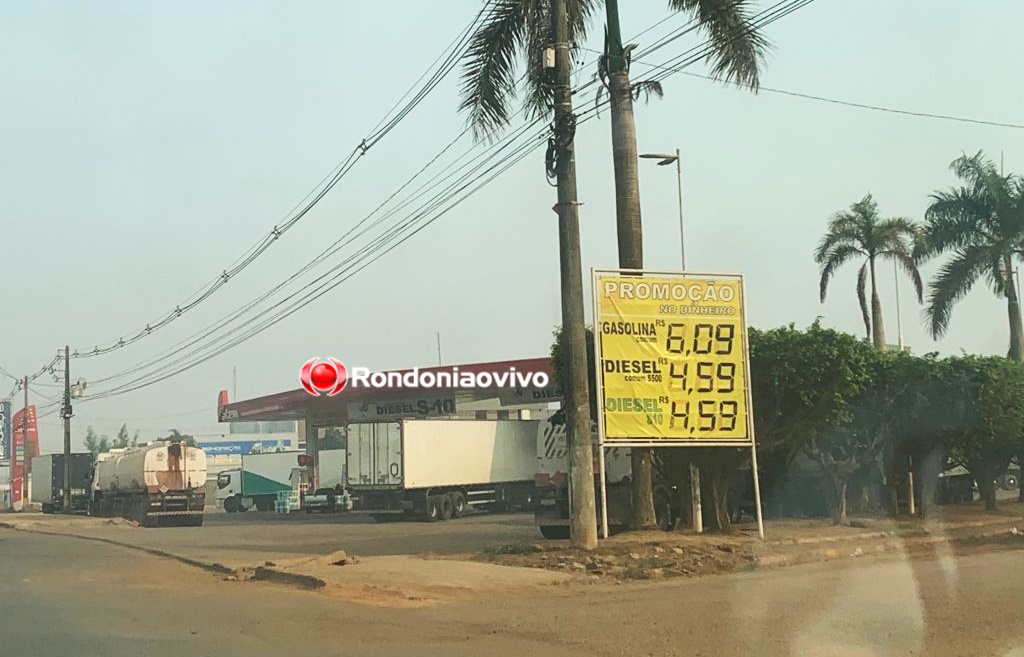 PROMOÇÃO
NO DINHEIRO
GASOLINA R$ 6,09
comum
DIESEL R$ 4,59
comum S500
DIESEL R$ 4,59
S10
Rondoniaovivo
DIESEL S-10
DIESEL